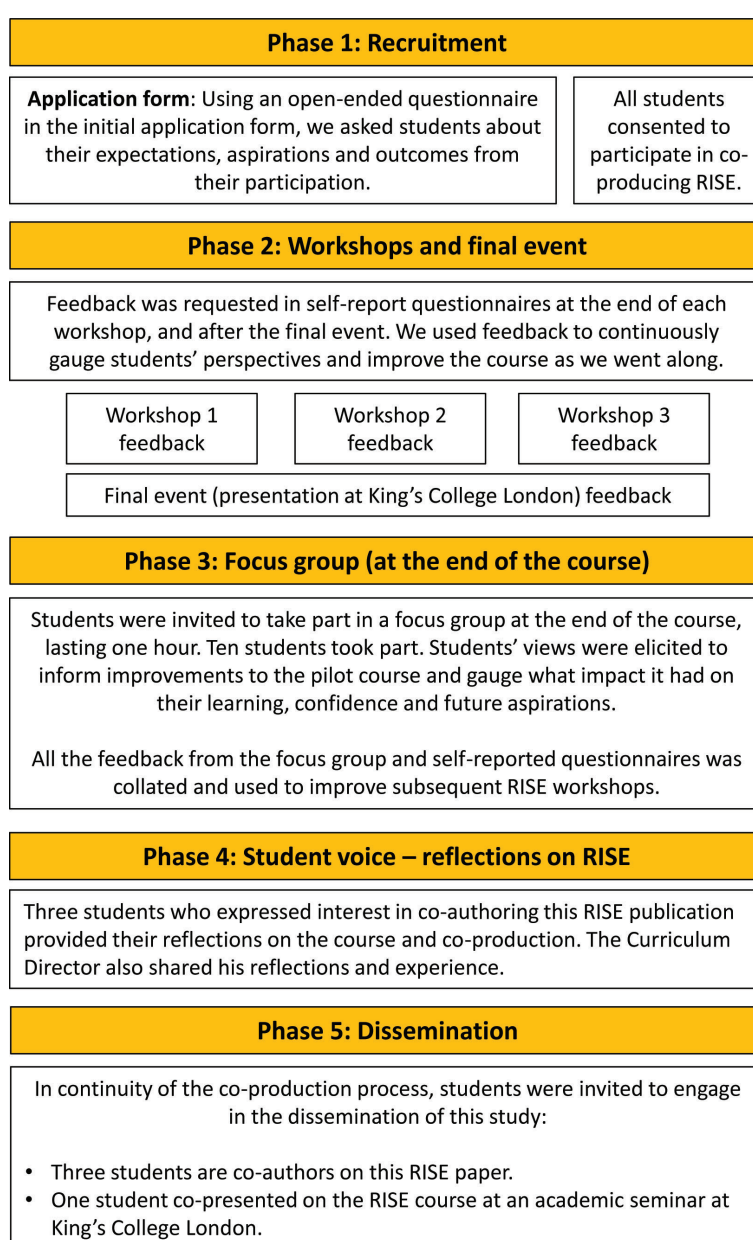 Phase 1: Recruitment
Application form: Using an open-ended questionnaire
in the initial application form, we asked students about
their expectations, aspirations and outcomes from
their participation.
All students
consented to
participate in co-
producing RISE.
Phase 2: Workshops and final event
Feedback was requested in self-report questionnaires at the end of each
workshop, and after the final event. We used feedback to continuously
gauge students’ perspectives and improve the course as we went along.
Workshop 1
feedback
Workshop 2
feedback
Workshop 3
feedback
Final event (presentation at King’s College London) feedback
Phase 3: Focus group (at the end of the course)
Students were invited to take part in a focus group at the end of the course,
lasting one hour. Ten students took part. Students’ views were elicited to
inform improvements to the pilot course and gauge what impact it had on
their learning, confidence and future aspirations.
All the feedback from the focus group and self-reported questionnaires was
collated and used to improve subsequent RISE workshops.
Phase 4: Student voice – reflections on RISE
Three students who expressed interest in co-authoring this RISE publication
provided their reflections on the course and co-production. The Curriculum
Director also shared his reflections and experience.
Phase 5: Dissemination
In continuity of the co-production process, students were invited to engage
in the dissemination of this study:
• Three students are co-authors on this RISE paper.
• One student co-presented on the RISE course at an academic seminar at
King’s College London.